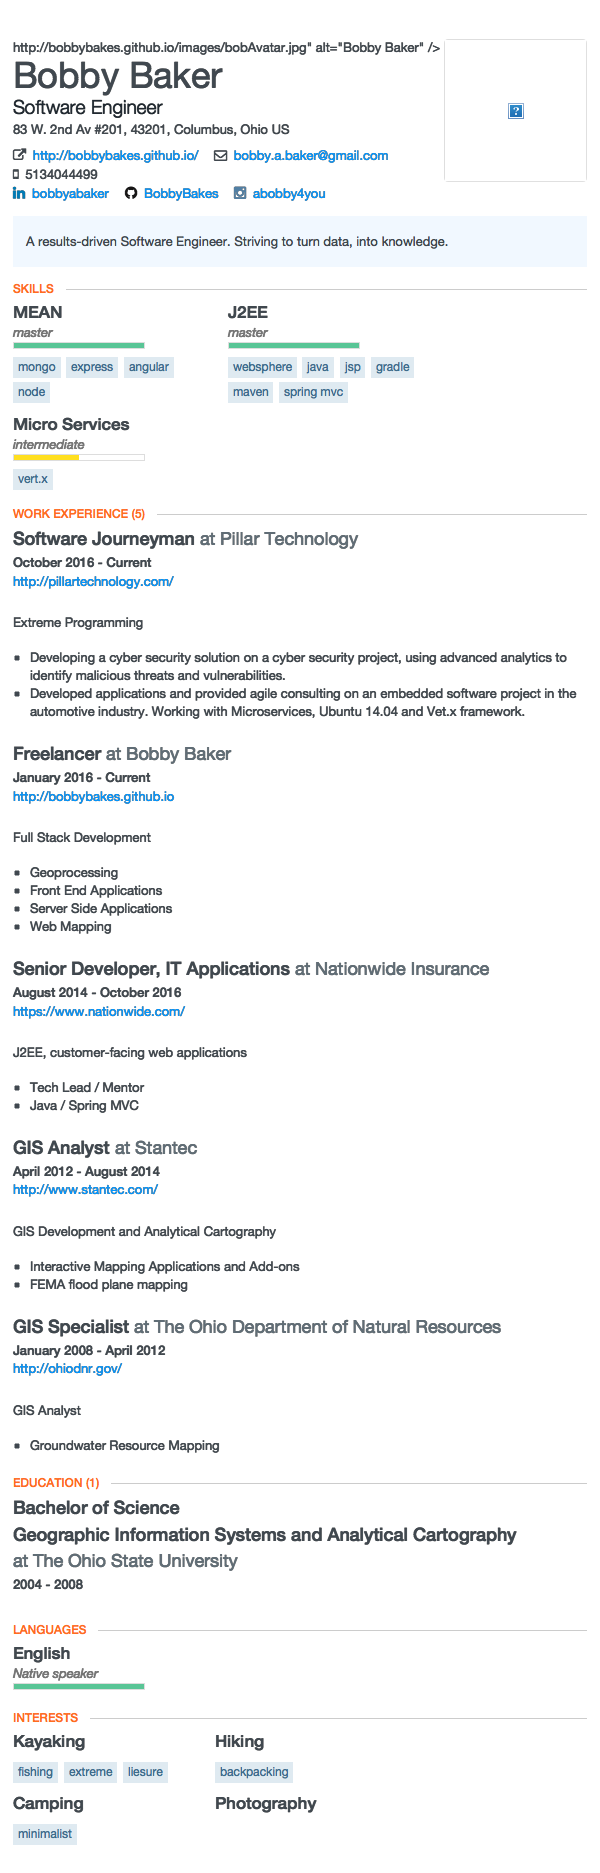 http://bobbybakes.github.io/images/bobAvatar.jpg" alt="Bobby Baker" />
Bobby Baker
Software Engineer
83 W. 2nd Av #201, 43201, Columbus, Ohio US
http://bobbybakes.github.io/ bobby.a.baker@gmail.com
5134044499
bobbyabaker BobbyBakes abobby4you
A results-driven Software Engineer. Striving to turn data, into knowledge.
SKILLS
MEAN J2EE
master master
mongo express angular websphere java jsp gradle
node maven spring mvc
Micro Services
intermediate
vert.x
WORK EXPERIENCE (5)
Software Journeyman at Pillar Technology
October 2016 - Current
http://pillartechnology.com/
Extreme Programming
Developing a cyber security solution on a cyber security project, using advanced analytics to
identify malicious threats and vulnerabilities.
Developed applications and provided agile consulting on an embedded software project in the
automotive industry. Working with Microservices, Ubuntu 14.04 and Vet.x framework.
Freelancer at Bobby Baker
January 2016 - Current
http://bobbybakes.github.io
Full Stack Development
Geoprocessing
Front End Applications
Server Side Applications
Web Mapping
Senior Developer, IT Applications at Nationwide Insurance
August 2014 - October 2016
https://www.nationwide.com/
J2EE, customer-facing web applications
Tech Lead / Mentor
Java / Spring MVC
GIS Analyst at Stantec
April 2012 - August 2014
http://www.stantec.com/
GIS Development and Analytical Cartography
Interactive Mapping Applications and Add-ons
FEMA flood plane mapping
GIS Specialist at The Ohio Department of Natural Resources
January 2008 - April 2012
http://ohiodnr.gov/
GIS Analyst
Groundwater Resource Mapping
EDUCATION (1)
Bachelor of Science
Geographic Information Systems and Analytical Cartography
at The Ohio State University
2004 - 2008
LANGUAGES
English
Native speaker
INTERESTS
Kayaking Hiking
fishing extreme liesure backpacking
Camping Photography
minimalist